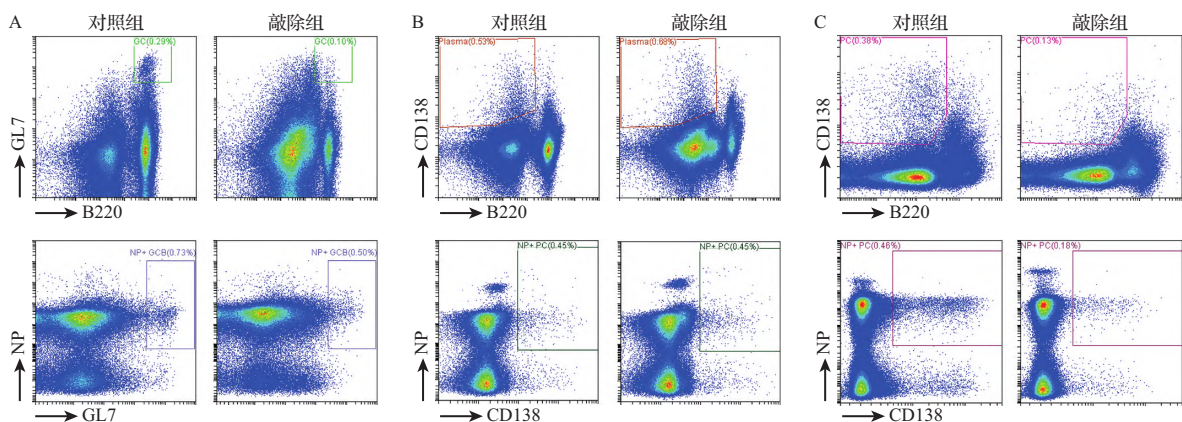 A 对照组 敲除组 B 对照组 敲除组 C 对照组 敲除组
GC(0.29%) GC(0.10%) Plasma(0.53%) Plasma(0.68%) PC(0.38%) PC(0.13%)
GL7 CD138 CD138
B220 B220 B220
NP+ GCB(0.73%) NP+ GCB(0.50%) NP+ PC(0.45%) NP+ PC(0.45%) NP+ PC(0.46%) NP+ PC(0.18%)
NP NP NP
GL7 CD138 CD138